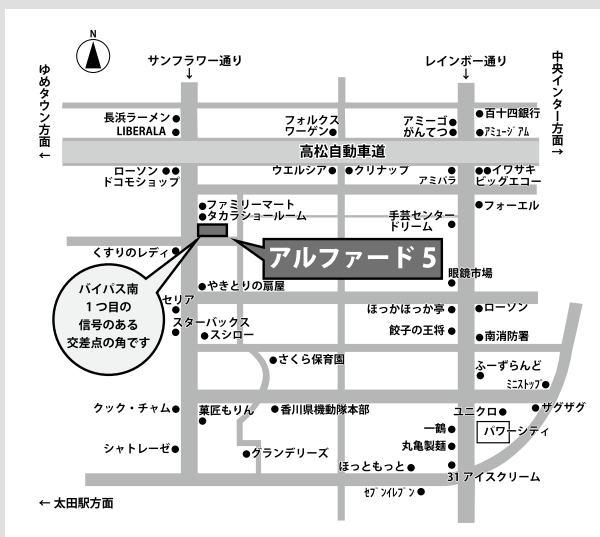 N
サンフラワー通り
↓
レインボー通り
↓
ゆめタウン方面
↓
中央インター方面
↓
長浜ラーメン
LIBERALA
フォルクス
ワーゲン
アミーゴ
がんてつ
百十四銀行
アミュージアム
高松自動車道
ローソン
ドコモショップ
ウエルシア
クリナップ
アミパラ
イワサキ
ビッグエコー
ファミリーマート
タカラショールーム
手芸センター
ドリーム
フォーエル
くすりのレディ
アルファード 5
バイパス南
1つ目の
信号のある
交差点の角です
やきとりの扇屋
眼鏡市場
セリア
スターバックス
スシロー
ほっかほっか亭
ローソン
餃子の王将
南消防署
さくら保育園
ふーずらんど
ミニストップ
クック・チャム
菓匠もりん
香川県機動隊本部
ユニクロ
ザグザグ
一鶴
パワーシティ
シャトレーゼ
グランデリーズ
丸亀製麺
ほっともっと
31 アイスクリーム
セブンイレブン
← 太田駅方面